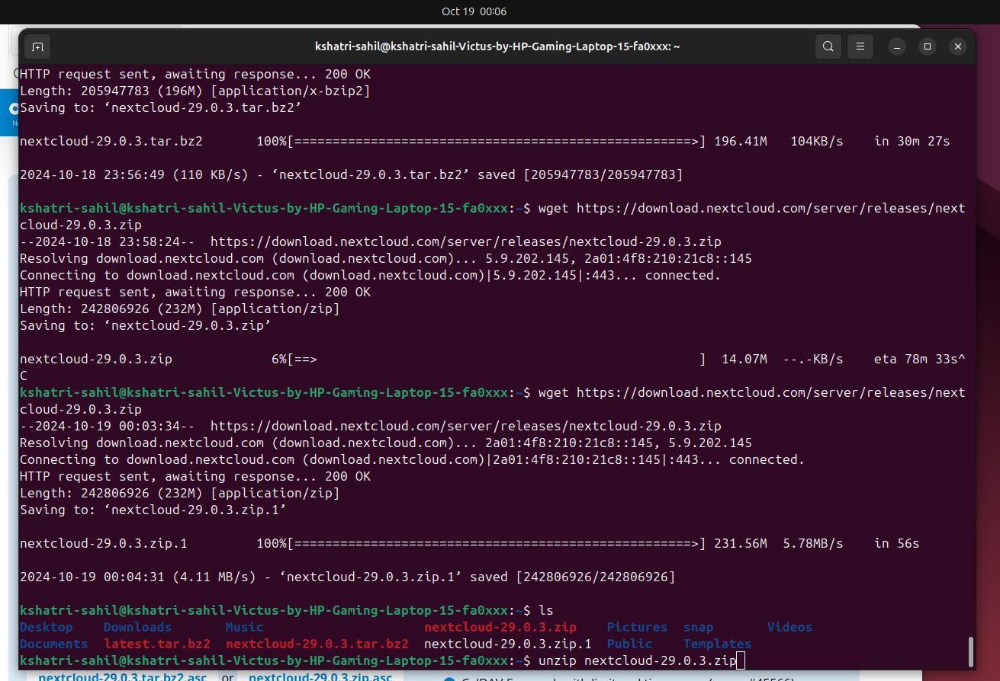 Oct 19 00:06
kshatri-sahil@kshatri-sahil-Victus-by-HP-Gaming-Laptop-15-fa0xxx: ~
HTTP request sent, awaiting response... 200 OK
Length: 205947783 (196M) [application/x-bzip2]
Saving to: ‘nextcloud-29.0.3.tar.bz2’
nextcloud-29.0.3.tar.bz2 100%[====================================================>] 196.41M 104KB/s in 30m 27s
2024-10-18 23:56:49 (110 KB/s) - ‘nextcloud-29.0.3.tar.bz2’ saved [205947783/205947783]
kshatri-sahil@kshatri-sahil-Victus-by-HP-Gaming-Laptop-15-fa0xxx:~$ wget https://download.nextcloud.com/server/releases/next
cloud-29.0.3.zip
--2024-10-18 23:58:24-- https://download.nextcloud.com/server/releases/nextcloud-29.0.3.zip
Resolving download.nextcloud.com (download.nextcloud.com)... 5.9.202.145, 2a01:4f8:210:21c8::145
Connecting to download.nextcloud.com (download.nextcloud.com)|5.9.202.145|:443... connected.
HTTP request sent, awaiting response... 200 OK
Length: 242806926 (232M) [application/zip]
Saving to: ‘nextcloud-29.0.3.zip’
nextcloud-29.0.3.zip 6%[==> ] 14.07M --.-KB/s eta 78m 33s^
C
kshatri-sahil@kshatri-sahil-Victus-by-HP-Gaming-Laptop-15-fa0xxx:~$ wget https://download.nextcloud.com/server/releases/next
cloud-29.0.3.zip
--2024-10-19 00:03:34-- https://download.nextcloud.com/server/releases/nextcloud-29.0.3.zip
Resolving download.nextcloud.com (download.nextcloud.com)... 2a01:4f8:210:21c8::145, 5.9.202.145
Connecting to download.nextcloud.com (download.nextcloud.com)|2a01:4f8:210:21c8::145|:443... connected.
HTTP request sent, awaiting response... 200 OK
Length: 242806926 (232M) [application/zip]
Saving to: ‘nextcloud-29.0.3.zip.1’
nextcloud-29.0.3.zip.1 100%[====================================================>] 231.56M 5.78MB/s in 56s
2024-10-19 00:04:31 (4.11 MB/s) - ‘nextcloud-29.0.3.zip.1’ saved [242806926/242806926]
kshatri-sahil@kshatri-sahil-Victus-by-HP-Gaming-Laptop-15-fa0xxx:~$ ls
Desktop Downloads Music nextcloud-29.0.3.zip Pictures snap Videos
Documents latest.tar.bz2 nextcloud-29.0.3.tar.bz2 nextcloud-29.0.3.zip.1 Public Templates
kshatri-sahil@kshatri-sahil-Victus-by-HP-Gaming-Laptop-15-fa0xxx:~$ unzip nextcloud-29.0.3.zip
nextcloud-29.0.3.tar.bz2.asc or nextcloud-29.0.3.zip.asc